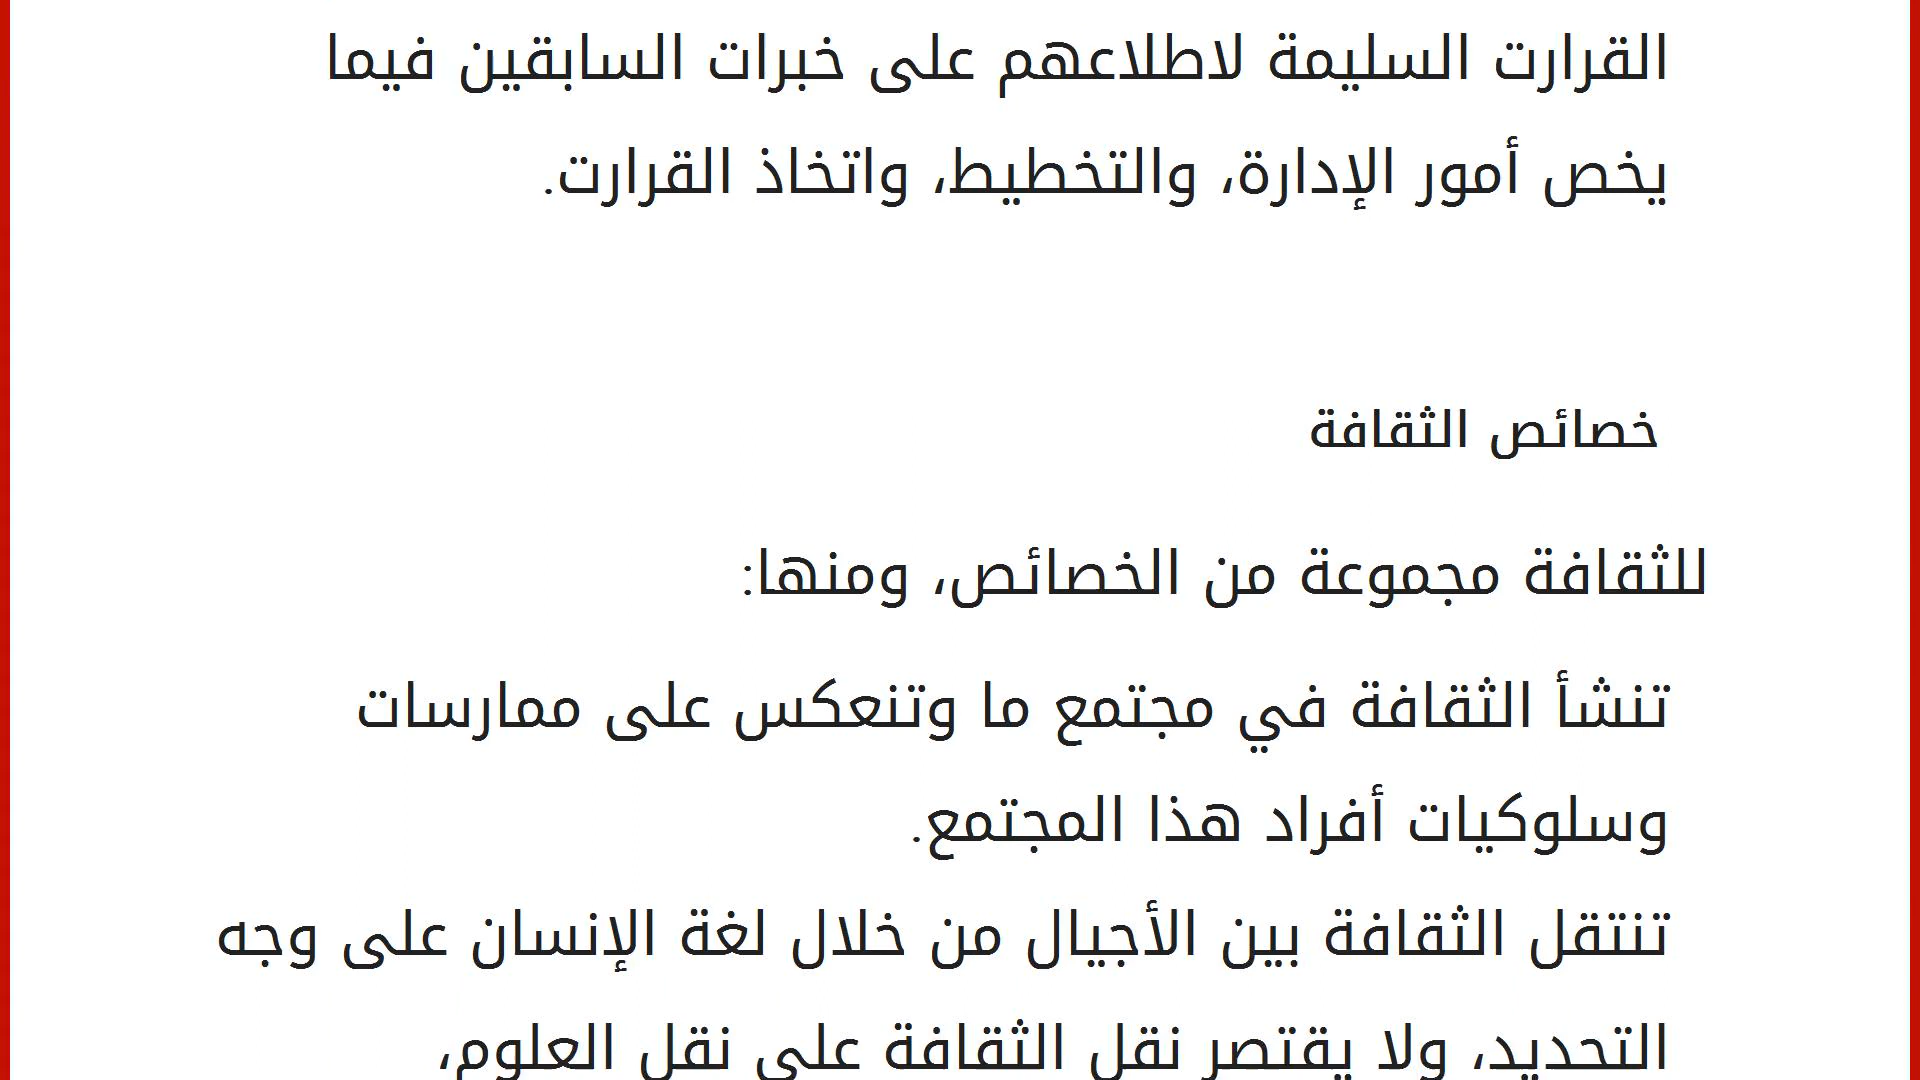 القرارت السليمة لاطلاعهم على خبرات السابقين فيما
يخص أمور الإدارة، والتخطيط، واتخاذ القرارت.
خصائص الثقافة
للثقافة مجموعة من الخصائص، ومنها:
تنشأ الثقافة في مجتمع ما وتنعكس على ممارسات
وسلوكيات أفراد هذا المجتمع.
تنتقل الثقافة بين الأجيال من خلال لغة الإنسان على وجه
التحديد، ولا يقتصر نقل الثقافة على نقل العلوم،